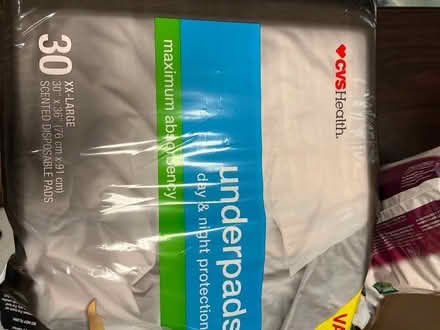 ♥CVSHealth.
underpads
day & night protection
maximum absorbency
30
XX-LARGE
30" x 36" (76 cm x 91 cm)
SCENTED DISPOSABLE PADS
VA